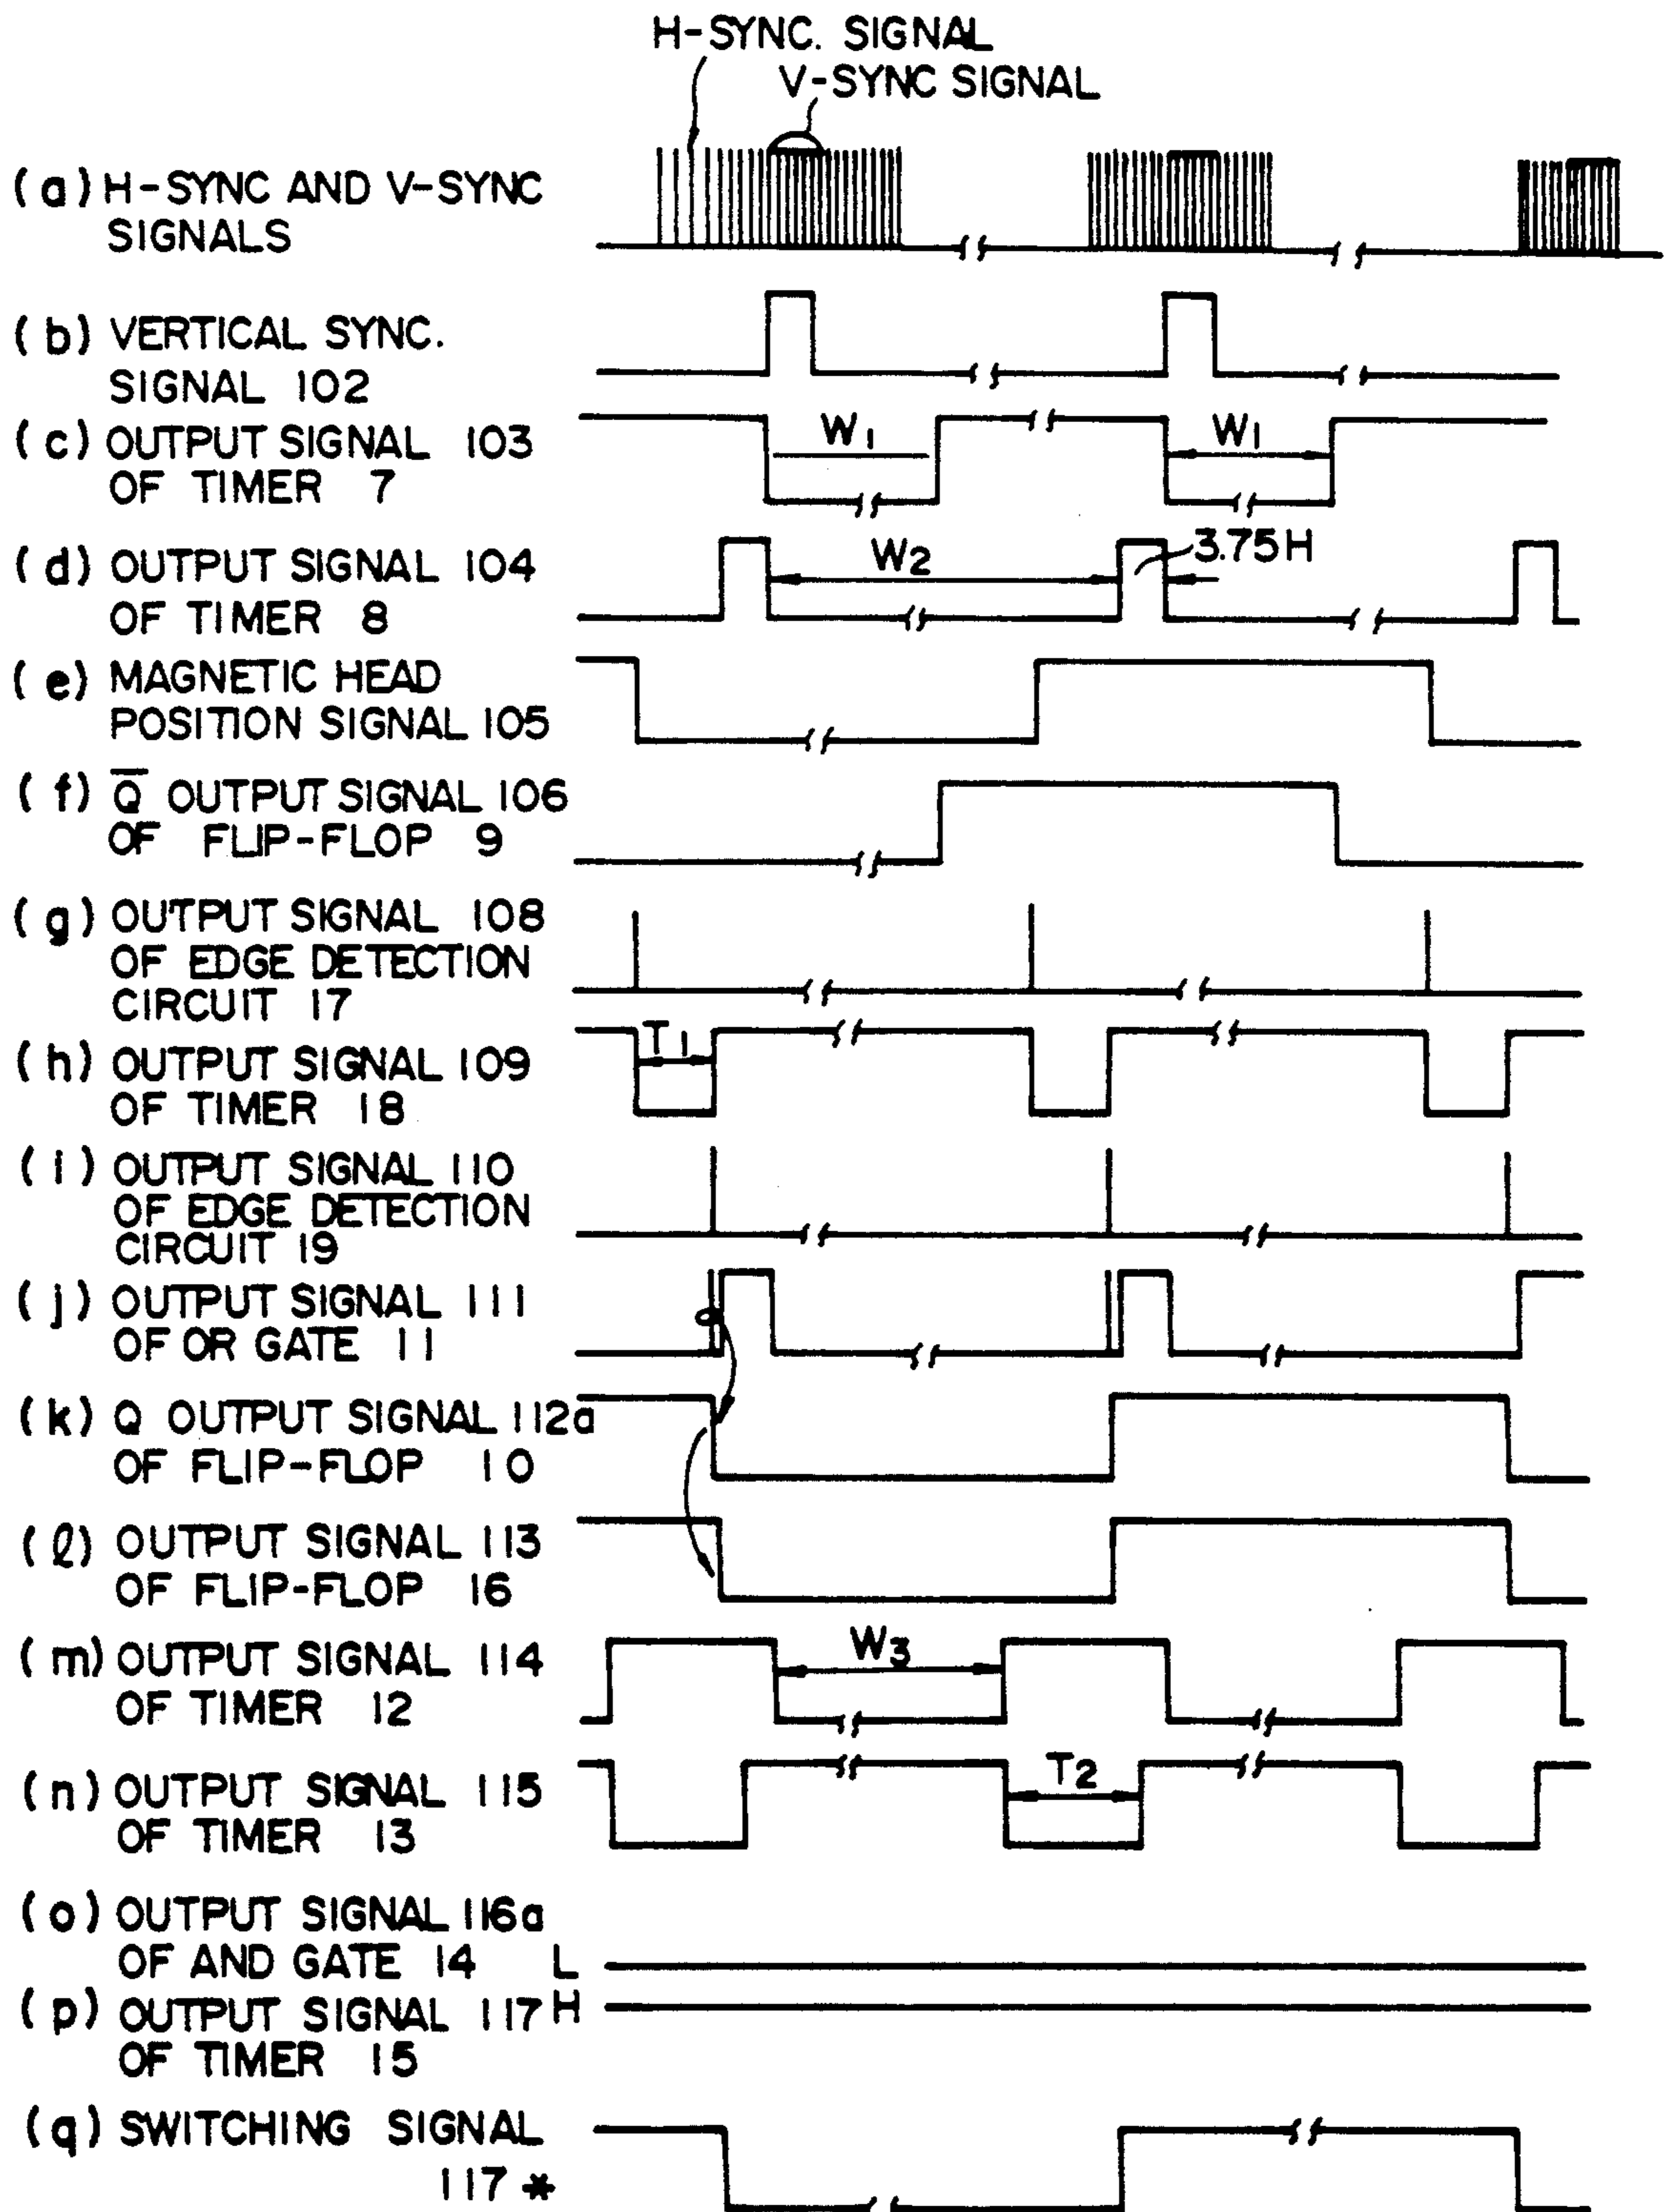 H-SYNC. SIGNAL
V-SYNC SIGNAL
(a) H-SYNC AND V-SYNC
SIGNALS
(b) VERTICAL SYNC.
SIGNAL 102
(c) OUTPUT SIGNAL 103
OF TIMER 7
W1
W1
(d) OUTPUT SIGNAL 104
OF TIMER 8
W2
3.75H
(e) MAGNETIC HEAD
POSITION SIGNAL 105
(f) Q̅ OUTPUT SIGNAL 106
OF FLIP-FLOP 9
(g) OUTPUT SIGNAL 108
OF EDGE DETECTION
CIRCUIT 17
(h) OUTPUT SIGNAL 109
OF TIMER 18
T1
(i) OUTPUT SIGNAL 110
OF EDGE DETECTION
CIRCUIT 19
(j) OUTPUT SIGNAL 111
OF OR GATE 11
(k) Q OUTPUT SIGNAL 112a
OF FLIP-FLOP 10
(ℓ) OUTPUT SIGNAL 113
OF FLIP-FLOP 16
(m) OUTPUT SIGNAL 114
OF TIMER 12
W3
(n) OUTPUT SIGNAL 115
OF TIMER 13
T2
(o) OUTPUT SIGNAL 116a
OF AND GATE 14 L
(p) OUTPUT SIGNAL 117 H
OF TIMER 15
(q) SWITCHING SIGNAL
117 *